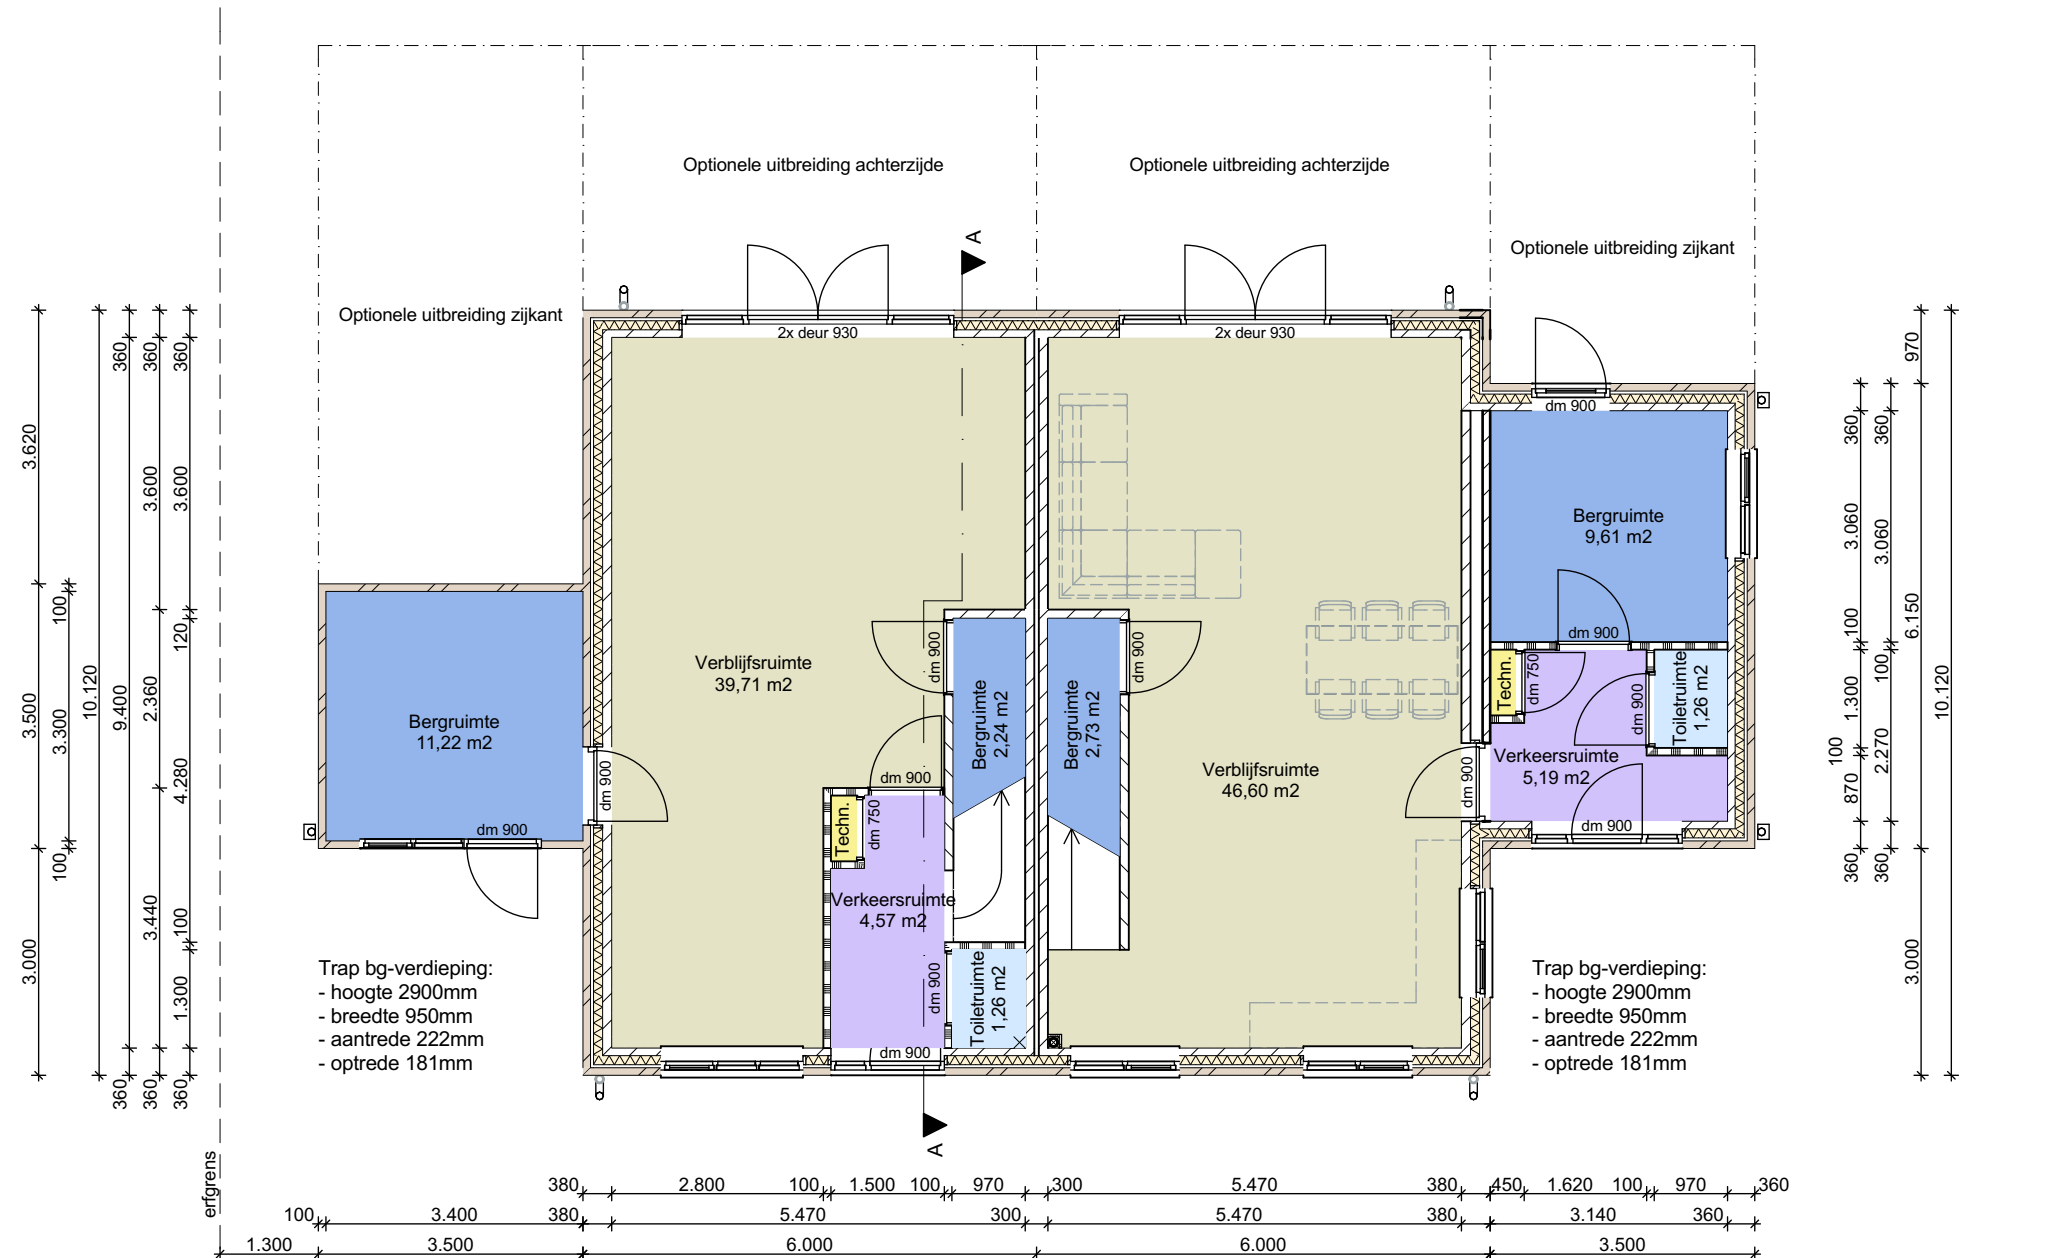 Optionele uitbreiding achterzijde
Optionele uitbreiding achterzijde
Optionele uitbreiding zijkant
Optionele uitbreiding zijkant
A
2x deur 930
2x deur 930
dm 900
Bergruimte
9,61 m2
dm 900
Verblijfsruimte
39,71 m2
dm 900
Bergruimte
2,24 m2
Bergruimte
2,73 m2
dm 900
Techn.
dm 750
dm 900
Toiletruimte
1,26 m2
Bergruimte
11,22 m2
dm 900
dm 900
dm 900
Techn.
dm 750
Verblijfsruimte
46,60 m2
dm 900
Verkeersruimte
5,19 m2
dm 900
Verkeersruimte
4,57 m2
dm 900
Toiletruimte
1,26 m2
dm 900
Trap bg-verdieping:
- hoogte 2900mm
- breedte 950mm
- aantrede 222mm
- optrede 181mm
Trap bg-verdieping:
- hoogte 2900mm
- breedte 950mm
- aantrede 222mm
- optrede 181mm
A
erfgrens
3.620
3.500
3.000
100
3.300
100
10.120
360
9.400
360
360
3.600
2.360
3.440
360
360
3.600
120
4.280
100
1.300
360
360
3.060
100
1.300
100
870
360
360
3.060
100
2.270
360
970
6.150
3.000
10.120
380
2.800
100
1.500
100
970
300
5.470
380
450
1.620
100
970
360
100
3.400
380
5.470
300
5.470
380
3.140
360
1.300
3.500
6.000
6.000
3.500